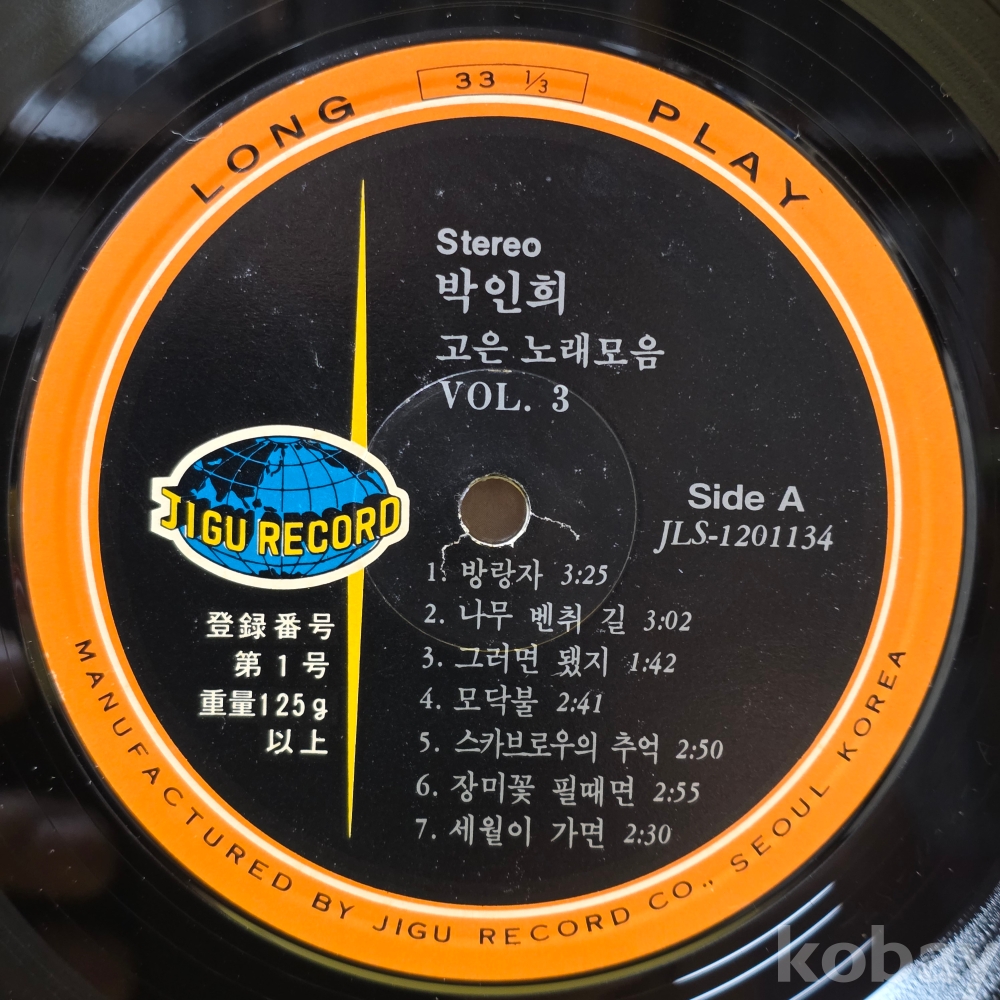 LONG PLAY
33 1/3
Stereo
박인희
고은 노래모음
VOL. 3
Side A
JLS-1201134
JIGU RECORD
登録番号
第1号
重量125g
以上
1. 방랑자 3:25
2. 나무 벤취 길 3:02
3. 그러면 됐지 1:42
4. 모닥불 2:41
5. 스카브로우의 추억 2:50
6. 장미꽃 필때면 2:55
7. 세월이 가면 2:30
MANUFACTURED BY JIGU RECORD CO., SEOUL KOREA
kobay